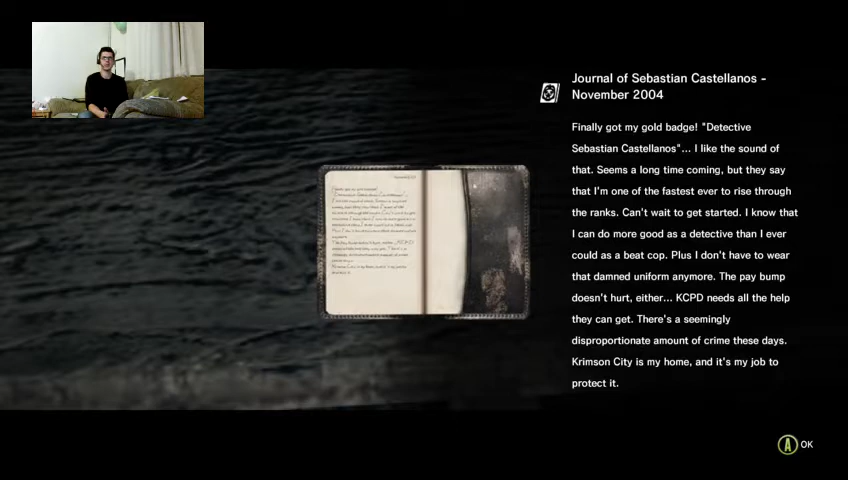 Journal of Sebastian Castellanos -
November 2004
Finally got my gold badge! "Detective
Sebastian Castellanos"... I like the sound of
that. Seems a long time coming, but they say
that I'm one of the fastest ever to rise through
the ranks. Can't wait to get started. I know that
I can do more good as a detective than I ever
could as a beat cop. Plus I don't have to wear
that damned uniform anymore. The pay bump
doesn't hurt, either... KCPD needs all the help
they can get. There's a seemingly
disproportionate amount of crime these days.
Krimson City is my home, and it's my job to
protect it.
A OK